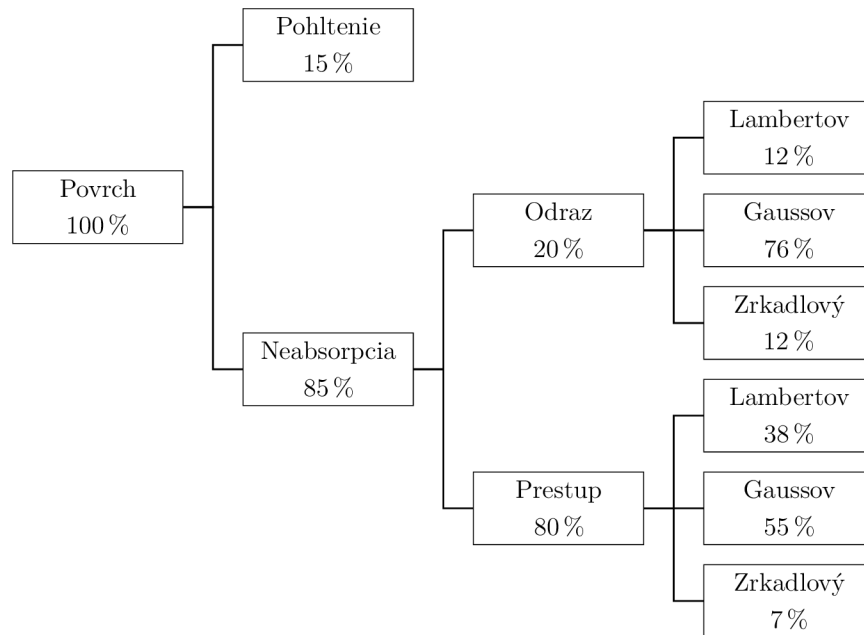 Pohltenie
15 %
Povrch
100 %
Neabsorpcia
85 %
Odraz
20 %
Prestup
80 %
Lambertov
12 %
Gaussov
76 %
Zrkadlový
12 %
Lambertov
38 %
Gaussov
55 %
Zrkadlový
7 %